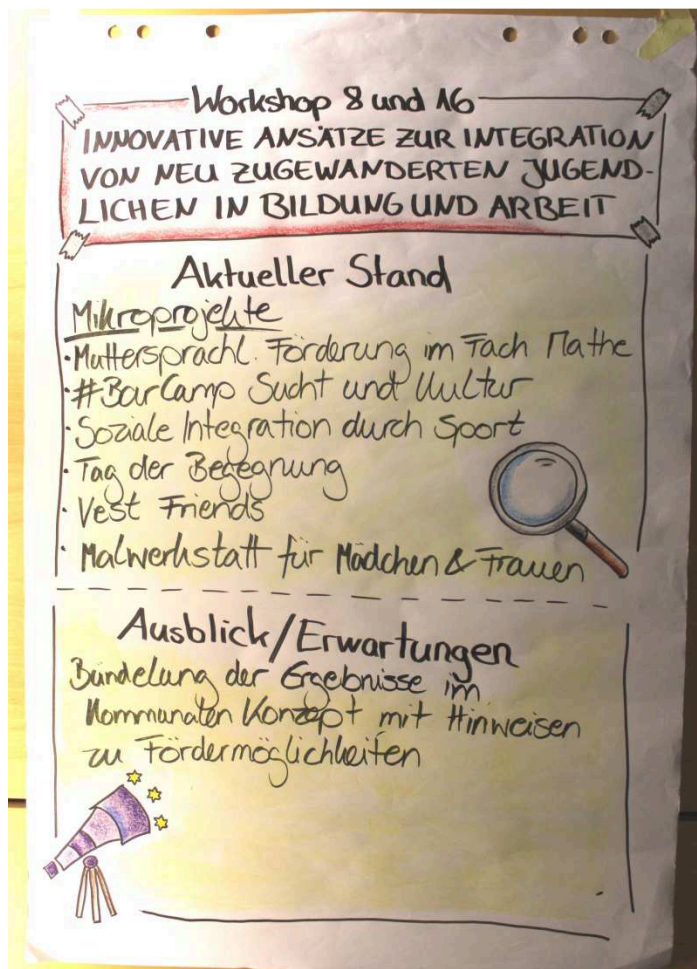 Workshop 8 und 16
INNOVATIVE ANSÄTZE ZUR INTEGRATION
VON NEU ZUGEWANDERTEN JUGEND-
LICHEN IN BILDUNG UND ARBEIT
Aktueller Stand
Mikroprojekte
· Muttersprachl. Förderung im Fach Mathe
· #BarCamp Sucht und Kultur
· Soziale Integration durch Sport
· Tag der Begegnung
· Vest Friends
· Malwerkstatt für Mädchen & Frauen
Ausblick/Erwartungen
Bündelung der Ergebnisse im
Kommunalen Konzept mit Hinweisen
zu Fördermöglichkeiten